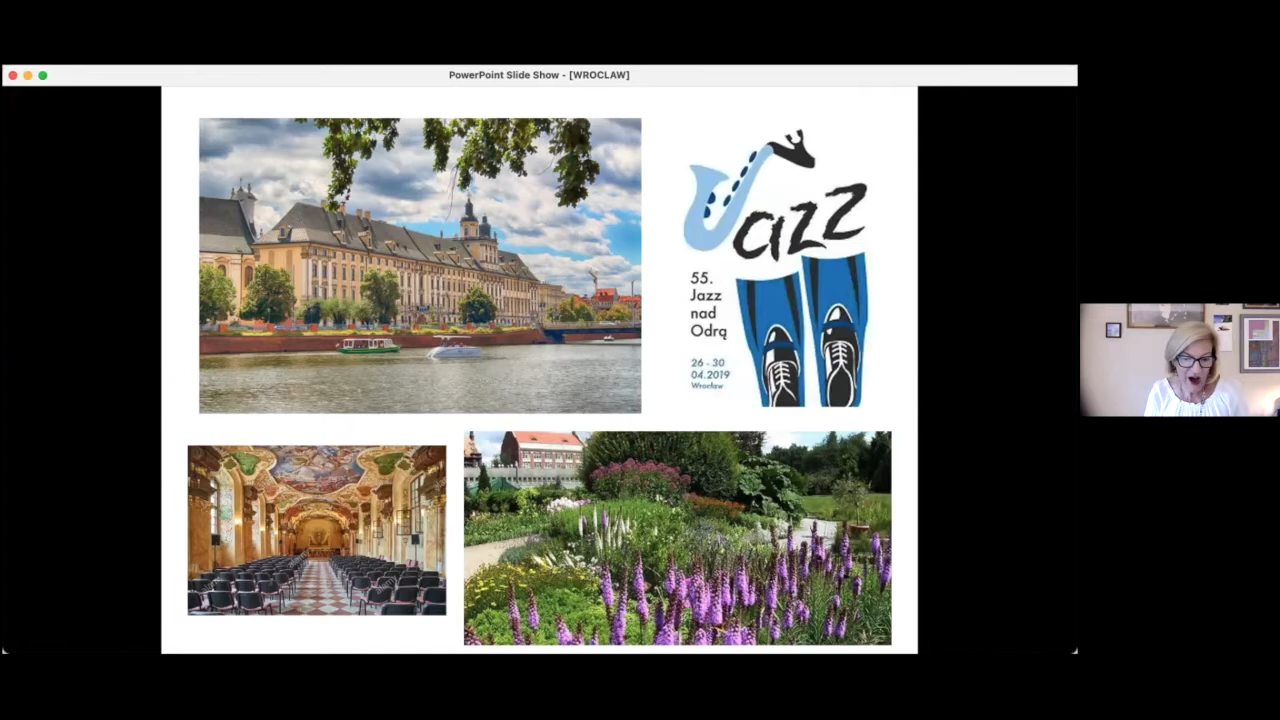 PowerPoint Slide Show - [WROCLAW]
Jazz
55.
Jazz
nad
Odrą
26 - 30
04.2019
Wrocław